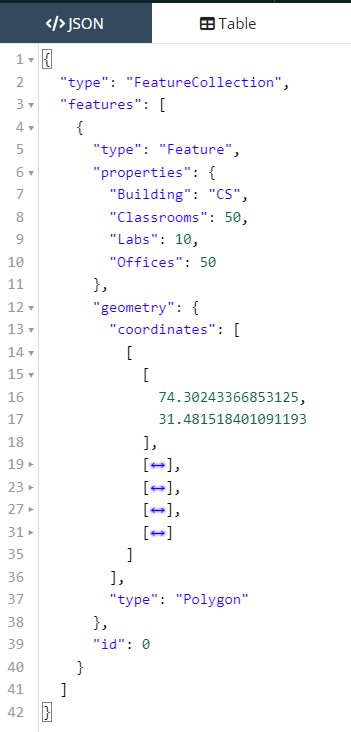 </> JSON Table
1 {
2 "type": "FeatureCollection",
3 "features": [
4 {
5 "type": "Feature",
6 "properties": {
7 "Building": "CS",
8 "Classrooms": 50,
9 "Labs": 10,
10 "Offices": 50
11 },
12 "geometry": {
13 "coordinates": [
14 [
15 [
16 74.30243366853125,
17 31.481518401091193
18 ],
19 [↔],
23 [↔],
27 [↔],
31 [↔]
35 ]
36 ],
37 "type": "Polygon"
38 },
39 "id": 0
40 }
41 ]
42 }